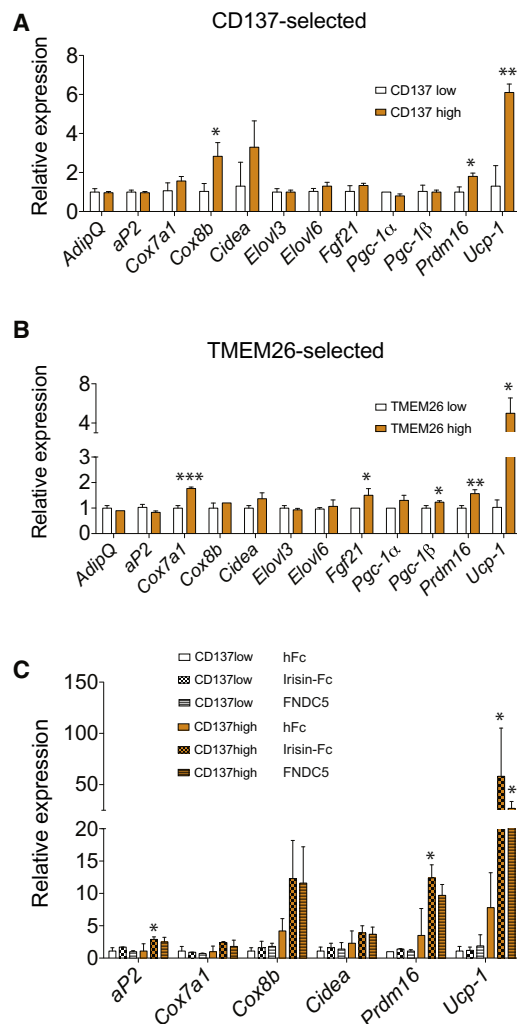 A
CD137-selected
Relative expression
8
6
4
2
0
CD137 low
CD137 high
*
*
**
AdipQ
aP2
Cox7a1
Cox8b
Cidea
Elovl3
Elovl6
Fgf21
Pgc-1α
Pgc-1β
Prdm16
Ucp-1
B
TMEM26-selected
Relative expression
8
4
2
1
0
TMEM26 low
TMEM26 high
***
*
*
**
*
AdipQ
aP2
Cox7a1
Cox8b
Cidea
Elovl3
Elovl6
Fgf21
Pgc-1α
Pgc-1β
Prdm16
Ucp-1
C
CD137low hFc
CD137low Irisin-Fc
CD137low FNDC5
CD137high hFc
CD137high Irisin-Fc
CD137high FNDC5
Relative expression
150
100
50
20
15
10
5
0
*
*
*
*
aP2
Cox7a1
Cox8b
Cidea
Prdm16
Ucp-1